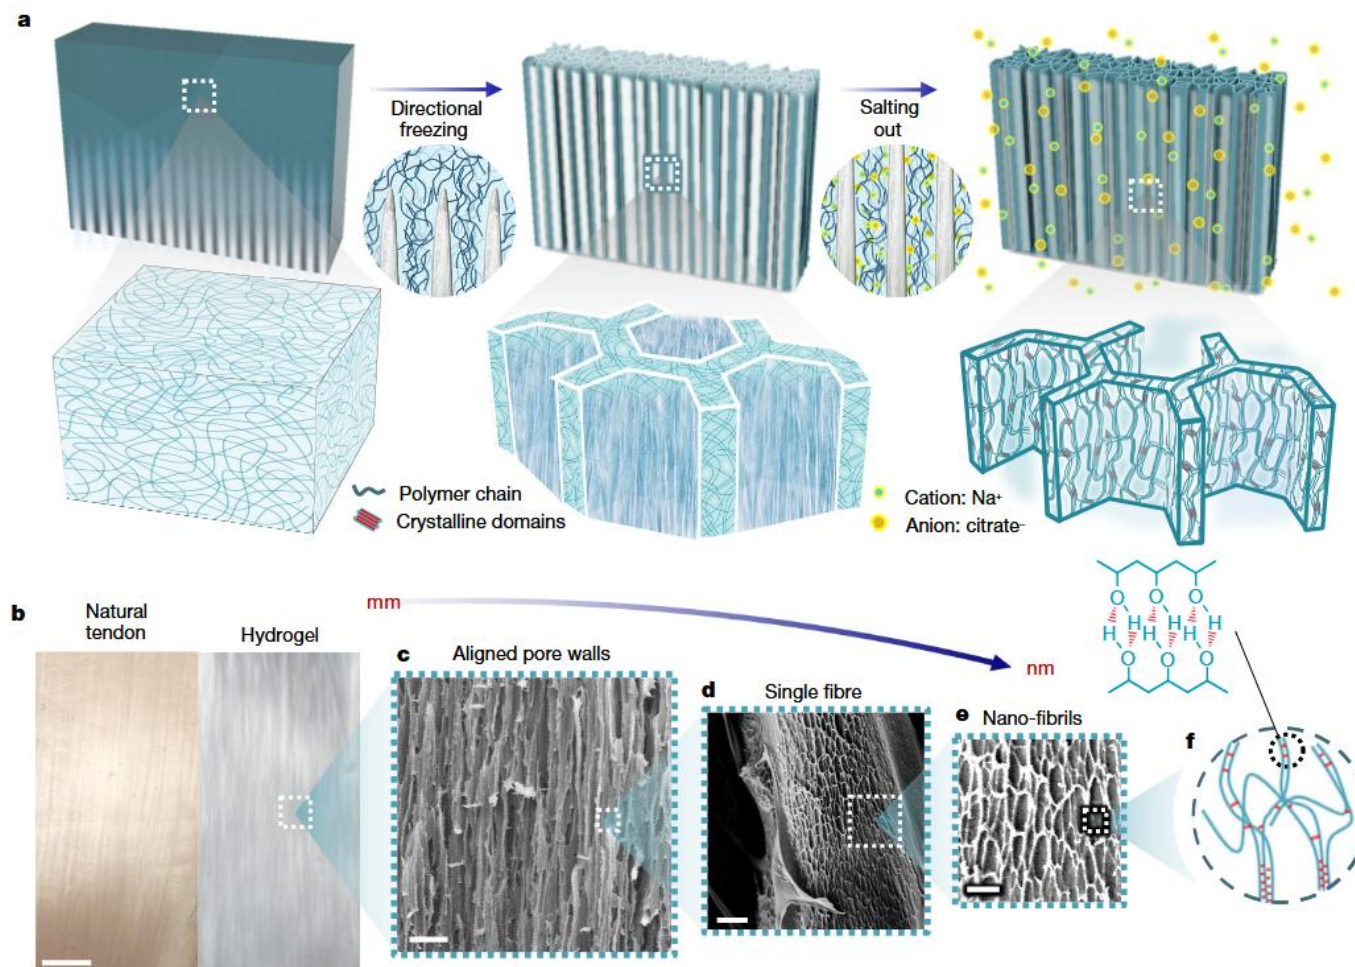 a
Directional
freezing
Salting
out
Polymer chain
Crystalline domains
Cation: Na⁺
Anion: citrate⁻
b
Natural
tendon
Hydrogel
mm
nm
c
Aligned pore walls
d
Single fibre
e
Nano-fibrils
f
O O O
H H H
H H H
O O O